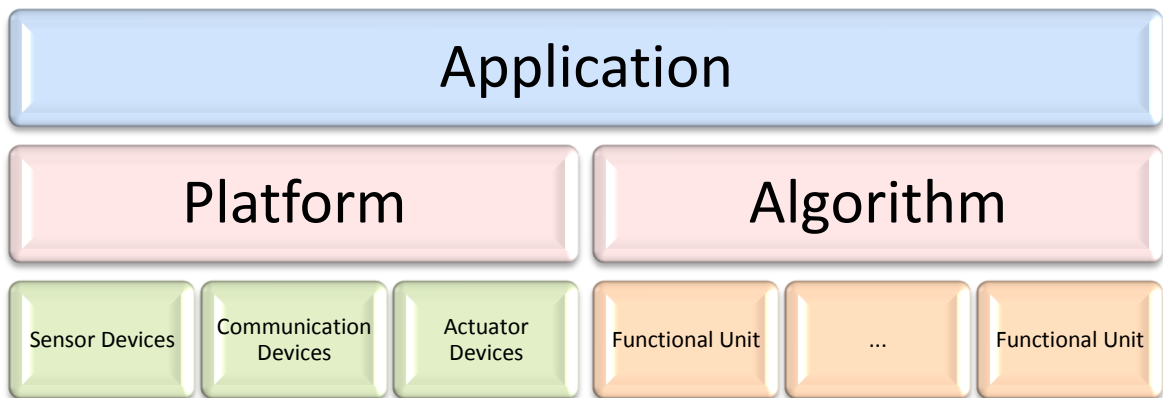 Application
Platform
Algorithm
Sensor Devices
Communication
Devices
Actuator
Devices
Functional Unit
...
Functional Unit